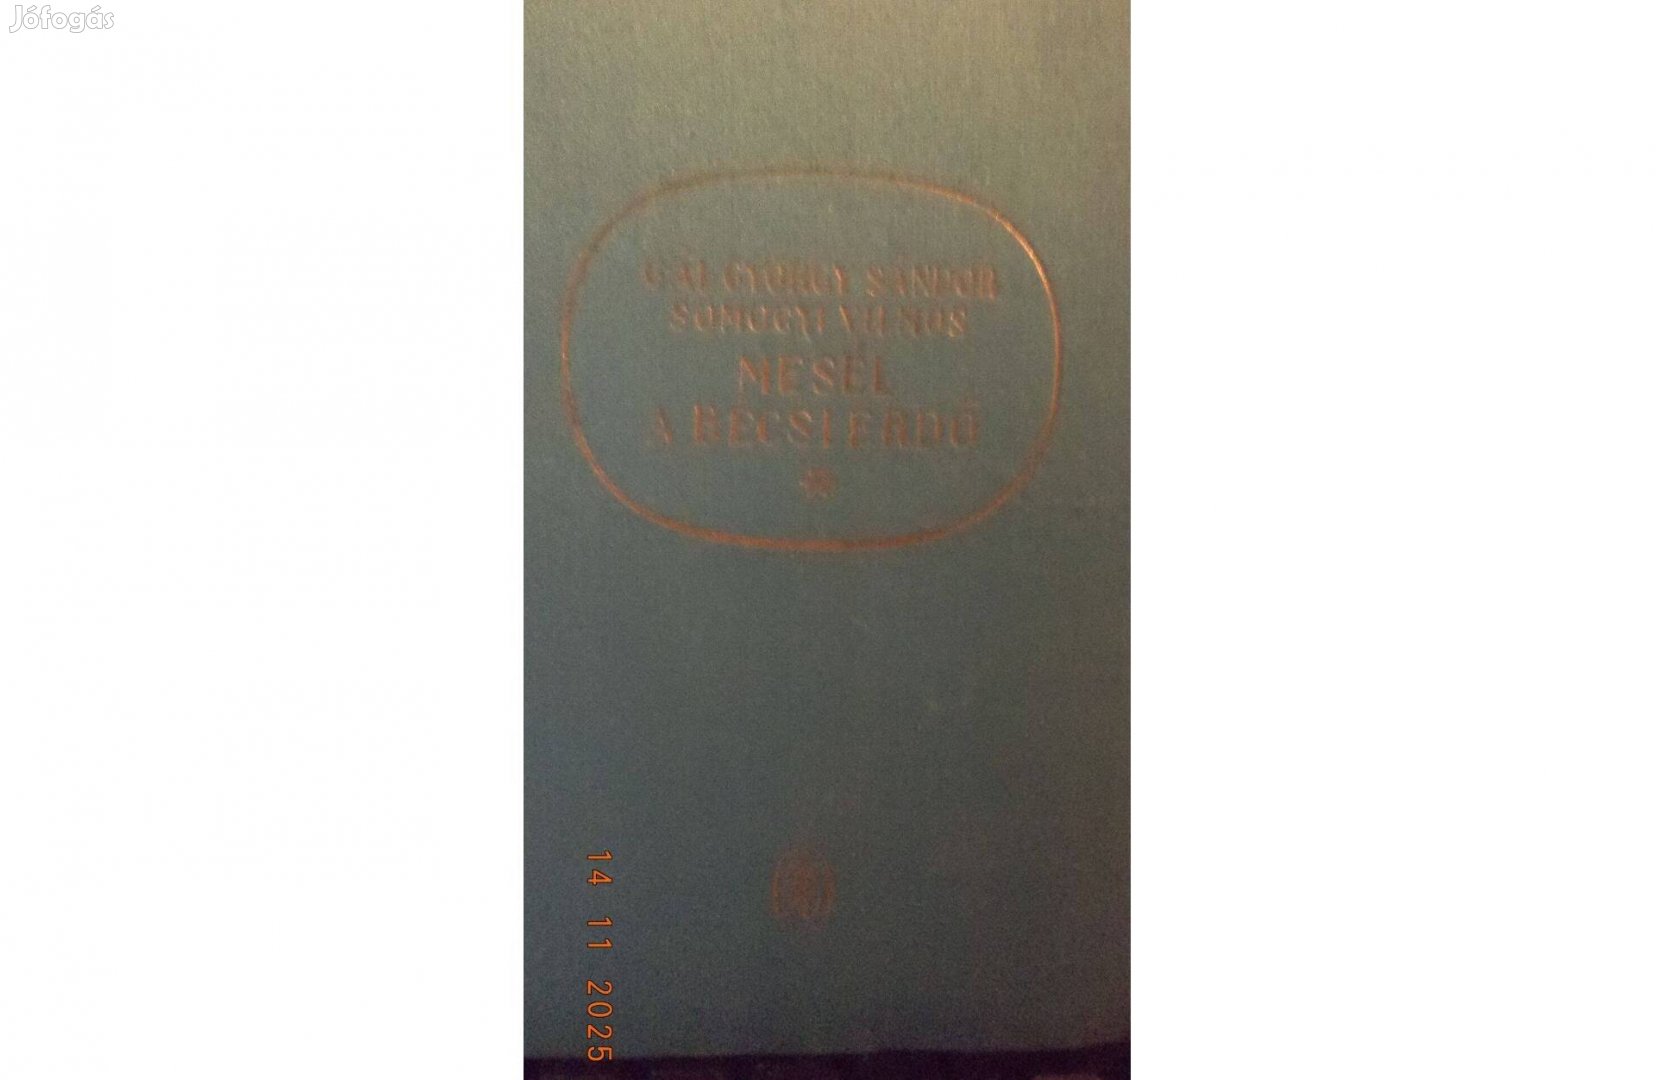 Jófogás
GÁL GYÖRGY SÁNDOR
SOMOGYI VILMOS
MESÉL
A BÉCSI ERDŐ
14 11 2025